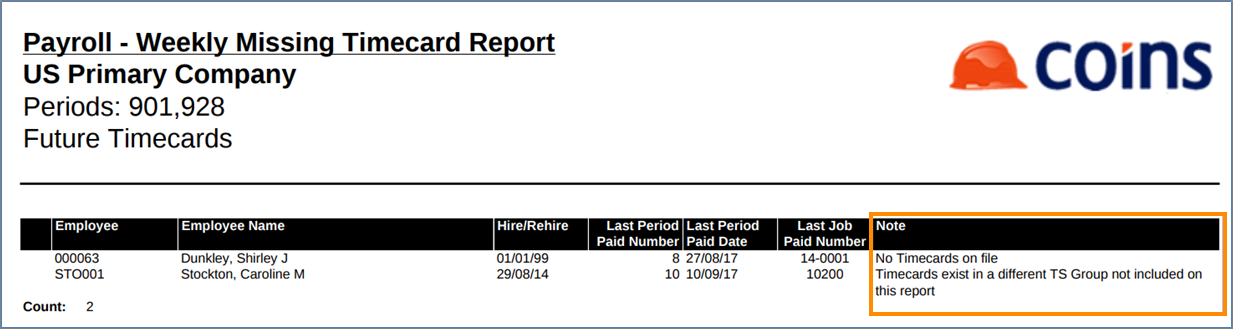 Payroll - Weekly Missing Timecard Report
coins
US Primary Company
Periods: 901,928
Future Timecards
Employee Employee Name Hire/Rehire Last Period Paid Number Last Period Paid Date Last Job Paid Number Note
000063 Dunkley, Shirley J 01/01/99 8 27/08/17 14-0001 No Timecards on file
STO001 Stockton, Caroline M 29/08/14 10 10/09/17 10200 Timecards exist in a different TS Group not included on
this report
Count: 2